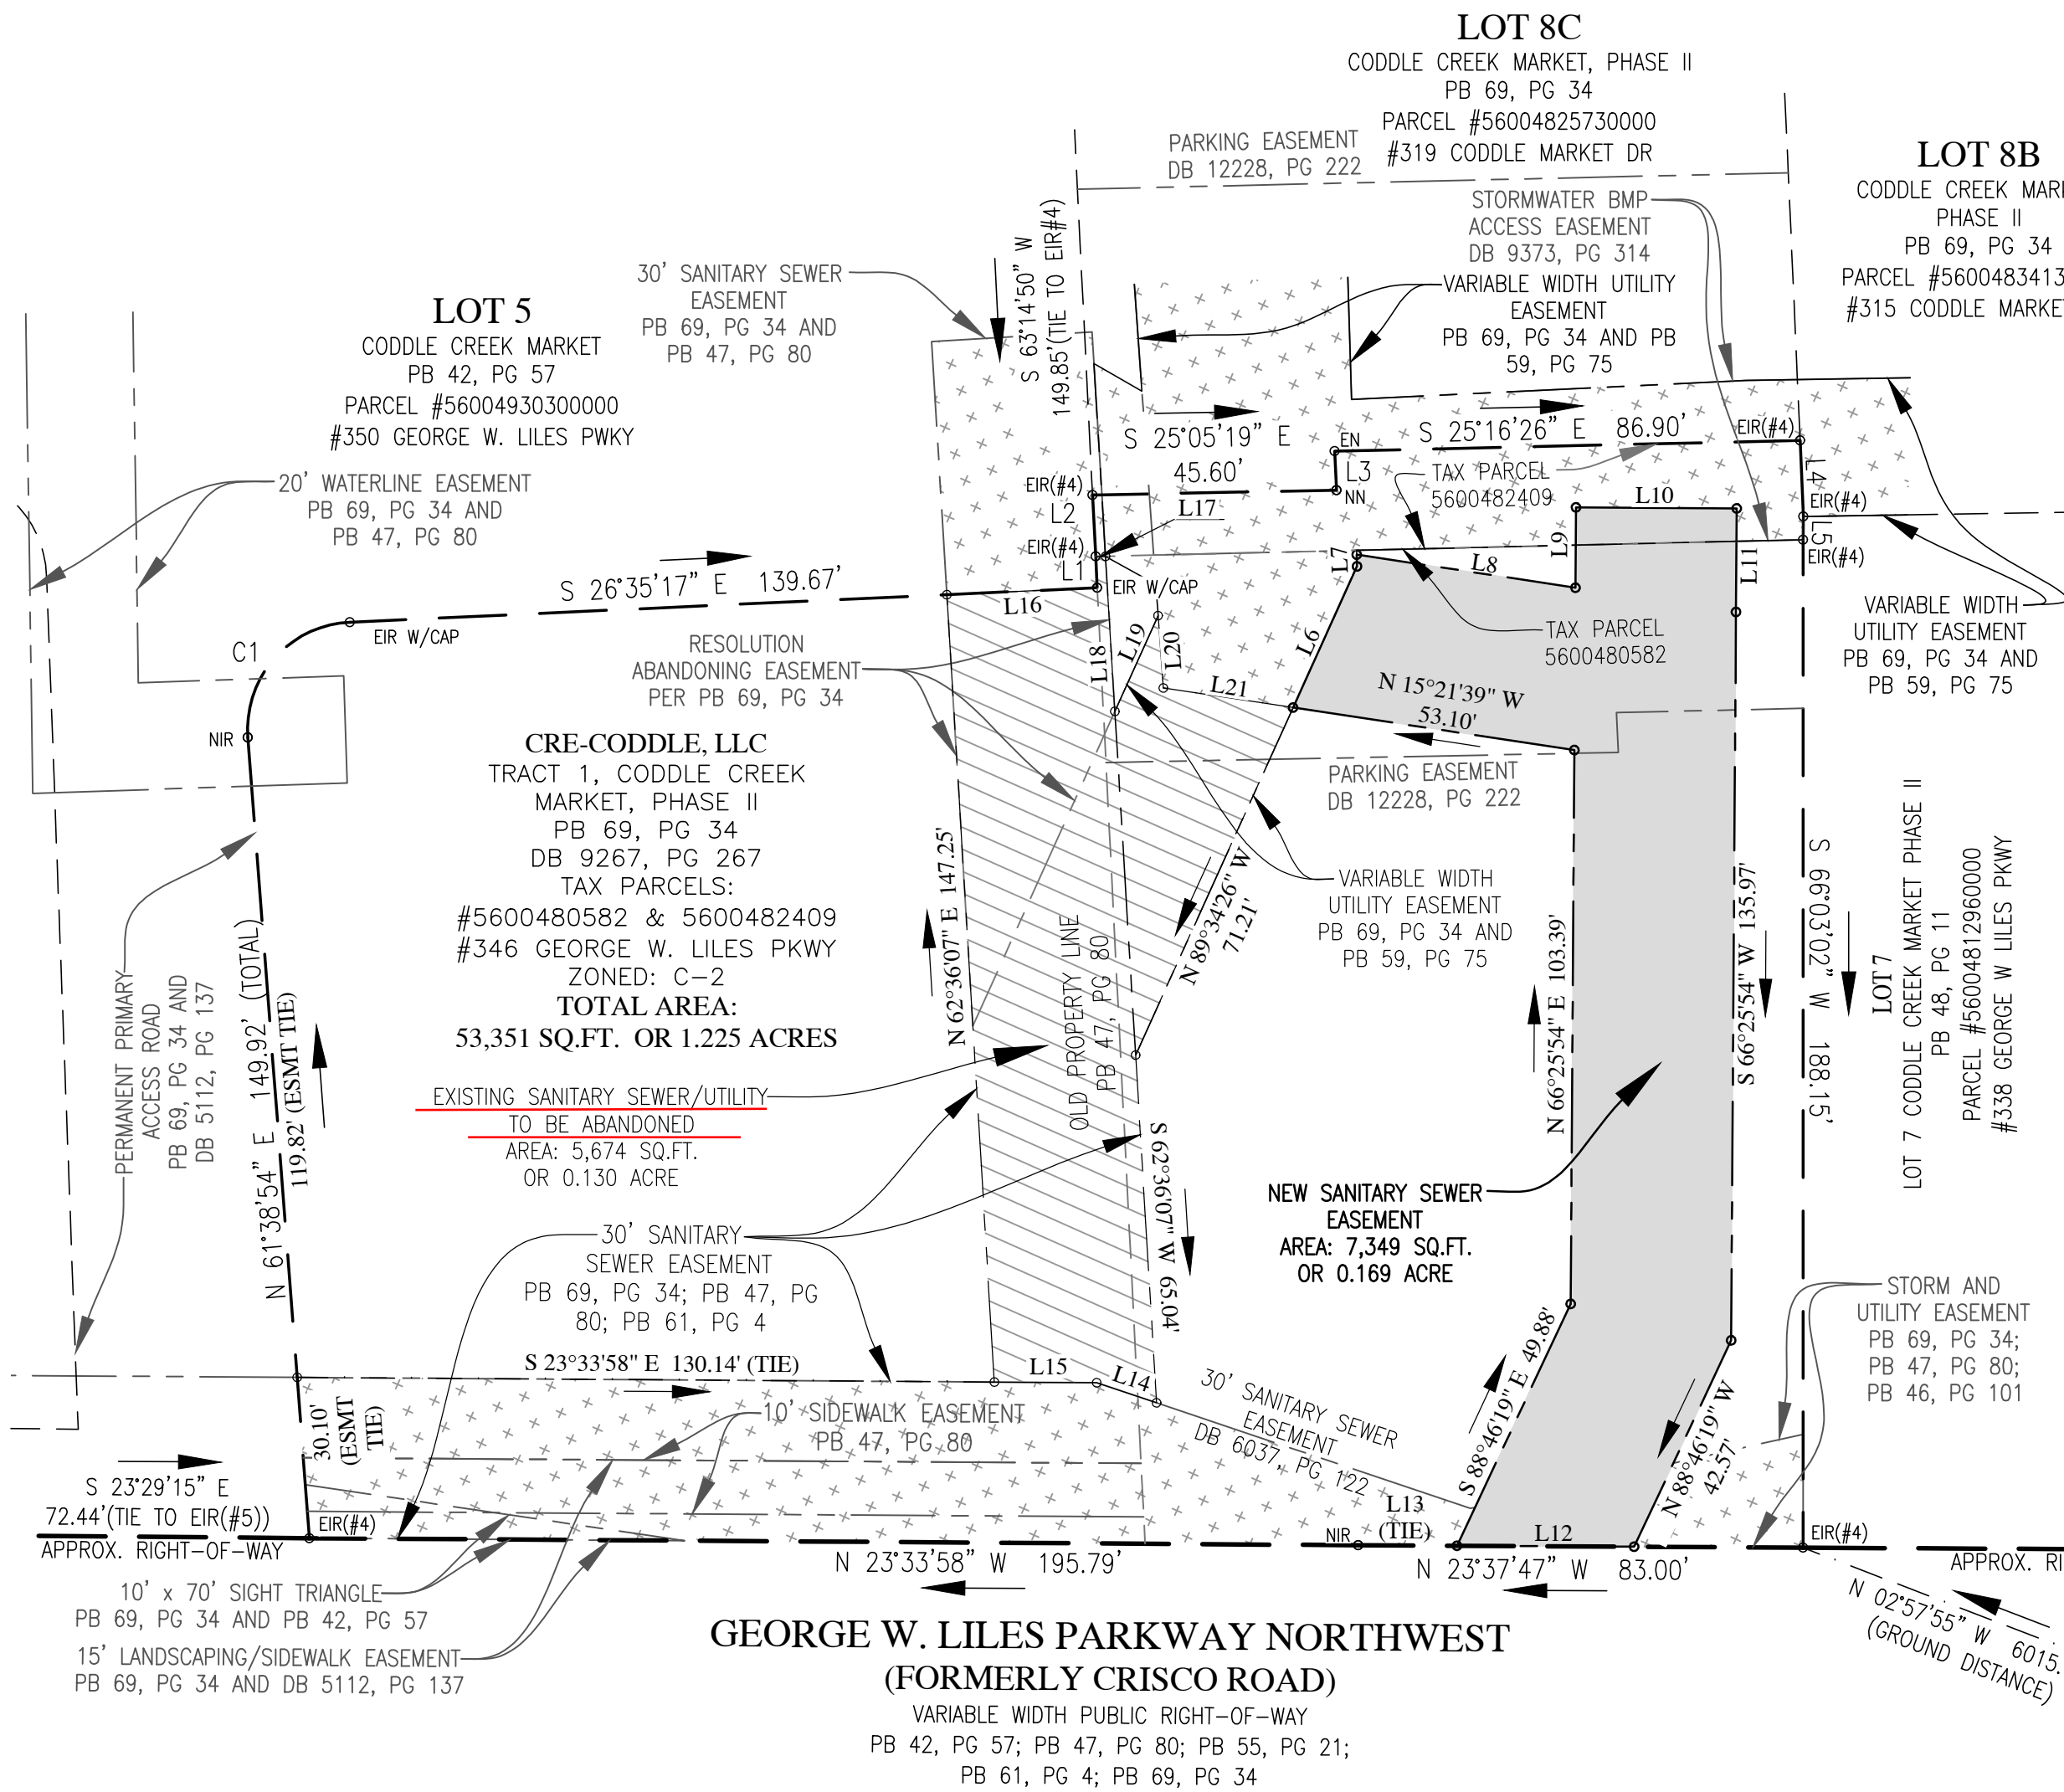 LOT 8C
CODDLE CREEK MARKET, PHASE II
PB 69, PG 34
PARCEL #56004825730000
#319 CODDLE MARKET DR
PARKING EASEMENT
DB 12228, PG 222
LOT 8B
CODDLE CREEK
PHASE II
PB 69, PG 34
PARCEL
#315 CODDLE
STORMWATER BMP
ACCESS EASEMENT
DB 9373, PG 314
VARIABLE WIDTH UTILITY
EASEMENT
PB 69, PG 34 AND PB
59, PG 75
S 63°14'50" W
149.85'(TIE TO EIR#4)
30' SANITARY SEWER
EASEMENT
PB 69, PG 34 AND
PB 47, PG 80
LOT 5
CODDLE CREEK MARKET
PB 42, PG 57
PARCEL #56004930300000
#350 GEORGE W. LILES PWKY
20' WATERLINE EASEMENT
PB 69, PG 34 AND
PB 47, PG 80
S 25°05'19" E
45.60'
EN
S 25°16'26" E 86.90'
EIR(#4)
L3
NN
TAX PARCEL
5600482409
L4
EIR(#4)
L5
EIR(#4)
EIR(#4)
L2
L17
EIR(#4)
L1
EIR W/CAP
L7
L8
L9
L10
L11
S 26°35'17" E 139.67'
EIR W/CAP
C1
NIR
L16
RESOLUTION
ABANDONING EASEMENT
PER PB 69, PG 34
L18
L19
L20
L21
L6
TAX PARCEL
5600480582
VARIABLE WIDTH
UTILITY EASEMENT
PB 69, PG 34 AND
PB 59, PG 75
N 15°21'39" W
53.10'
CRE-CODDLE, LLC
TRACT 1, CODDLE CREEK
MARKET, PHASE II
PB 69, PG 34
DB 9267, PG 267
TAX PARCELS:
#5600480582 & 5600482409
#346 GEORGE W. LILES PKWY
ZONED: C-2
TOTAL AREA:
53,351 SQ.FT. OR 1.225 ACRES
PARKING EASEMENT
DB 12228, PG 222
VARIABLE WIDTH
UTILITY EASEMENT
PB 69, PG 34 AND
PB 59, PG 75
N 62°36'07" E 147.25'
OLD PROPERTY LINE
PB 47, PG 80
N 89°34'26" W
71.21'
N 66°25'54" E 103.39'
S 66°25'54" W 135.97'
S 66°03'02" W 188.15'
LOT 7
LOT 7 CODDLE CREEK MARKET PHASE II
PB 48, PG 11
PARCEL #56004812960000
#338 GEORGE W LILES PKWY
PERMANENT PRIMARY
ACCESS ROAD
PB 69, PG 34 AND
DB 5112, PG 137
N 61°38'54" E 149.92' (TOTAL)
119.82' (ESMT TIE)
EXISTING SANITARY SEWER/UTILITY
TO BE ABANDONED
AREA: 5,674 SQ.FT.
OR 0.130 ACRE
S 62°36'07" W 65.04'
NEW SANITARY SEWER
EASEMENT
AREA: 7,349 SQ.FT.
OR 0.169 ACRE
30' SANITARY
SEWER EASEMENT
PB 69, PG 34; PB 47, PG
80; PB 61, PG 4
STORM AND
UTILITY EASEMENT
PB 69, PG 34;
PB 47, PG 80;
PB 46, PG 101
S 23°33'58" E 130.14' (TIE)
L15
L14
30' SANITARY SEWER
EASEMENT
DB 6037, PG 122
S 88°46'19" E 49.88'
N 88°46'19" W
42.57'
30.10'
(ESMT
TIE)
10' SIDEWALK EASEMENT
PB 47, PG 80
S 23°29'15" E
72.44'(TIE TO EIR(#5))
APPROX. RIGHT-OF-WAY
EIR(#4)
NIR
L13
(TIE)
L12
EIR(#4)
APPROX.
N 23°33'58" W 195.79'
N 23°37'47" W 83.00'
10' x 70' SIGHT TRIANGLE
PB 69, PG 34 AND PB 42, PG 57
15' LANDSCAPING/SIDEWALK EASEMENT
PB 69, PG 34 AND DB 5112, PG 137
N 02°57'55" W 6015.
(GROUND DISTANCE)
GEORGE W. LILES PARKWAY NORTHWEST
(FORMERLY CRISCO ROAD)
VARIABLE WIDTH PUBLIC RIGHT-OF-WAY
PB 42, PG 57; PB 47, PG 80; PB 55, PG 21;
PB 61, PG 4; PB 69, PG 34